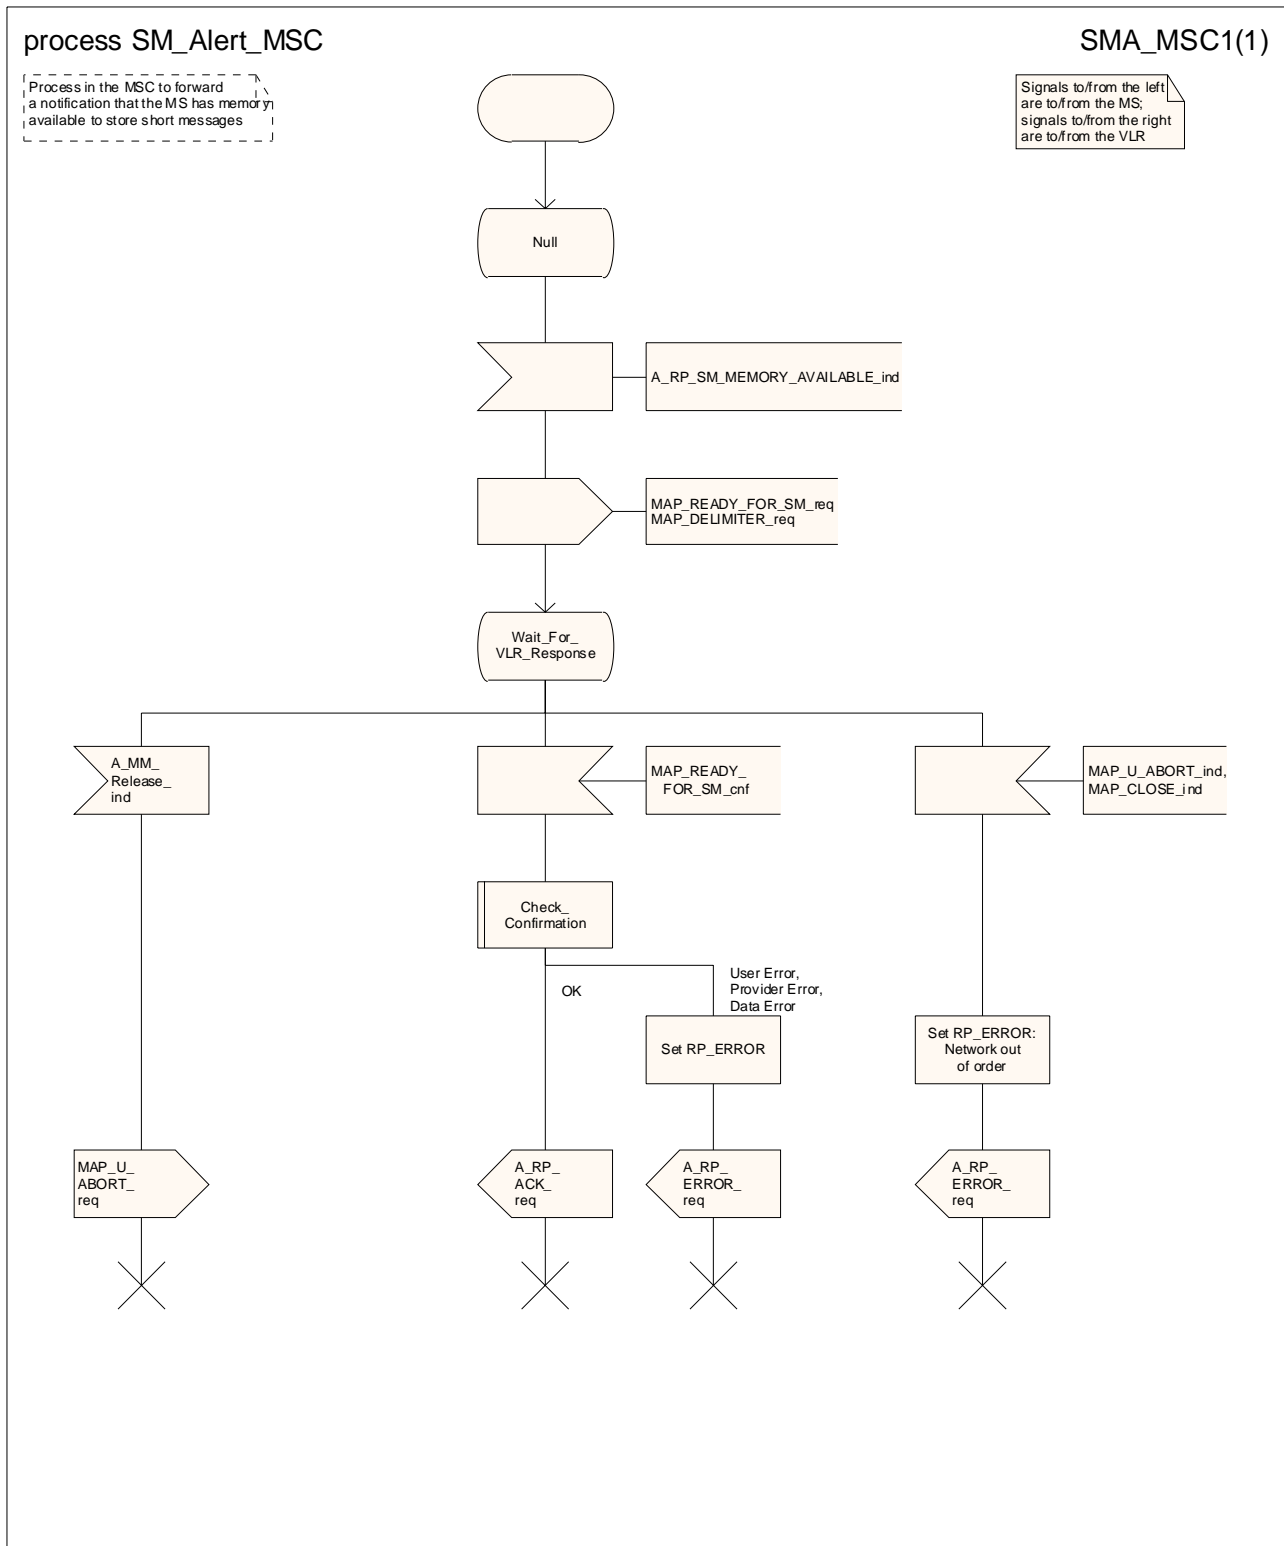 process SM_Alert_MSC
SMA_MSC1(1)
Process in the MSC to forward
a notification that the MS has memory
available to store short messages
Signals to/from the left
are to/from the MS;
signals to/from the right
are to/from the VLR
Null
A_RP_SM_MEMORY_AVAILABLE_ind
MAP_READY_FOR_SM_req
MAP_DELIMITER_req
Wait_For_
VLR_Response
A_MM_
Release_
ind
MAP_READY_
FOR_SM_cnf
MAP_U_ABORT_ind,
MAP_CLOSE_ind
Check_
Confirmation
OK
User Error,
Provider Error,
Data Error
Set RP_ERROR
Set RP_ERROR:
Network out
of order
MAP_U_
ABORT_
req
A_RP_
ACK_
req
A_RP_
ERROR_
req
A_RP_
ERROR_
req